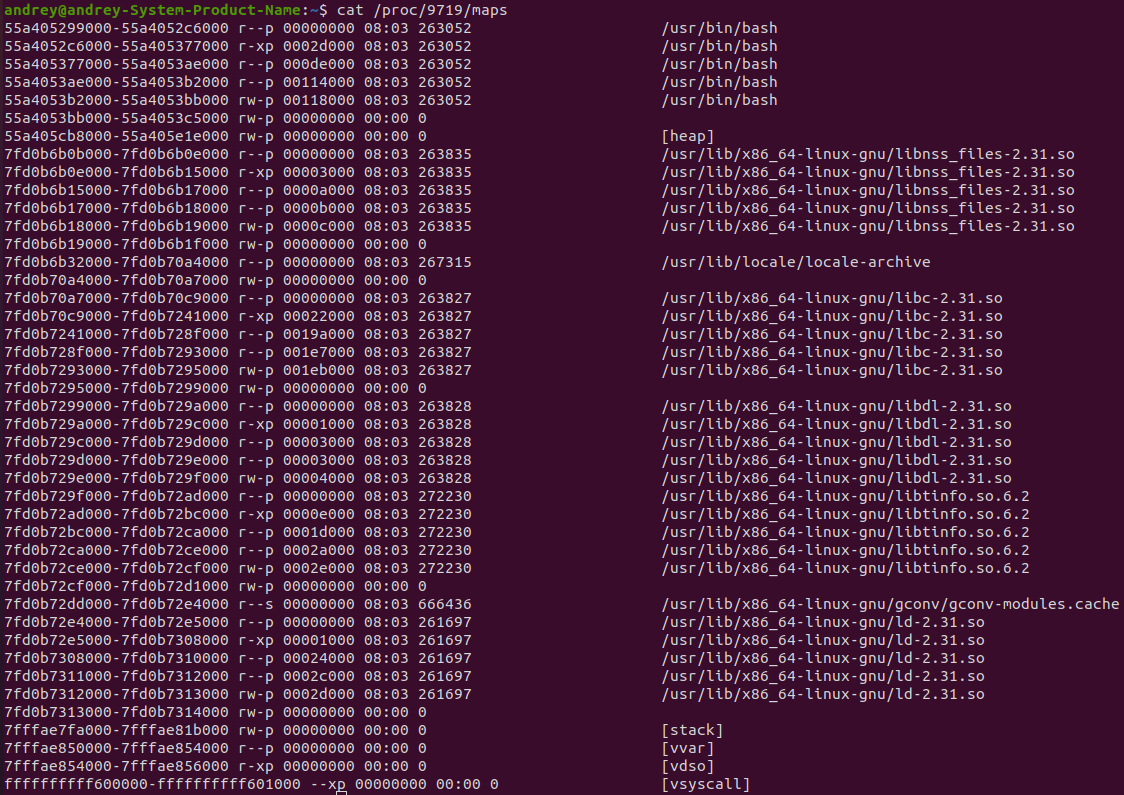 andrey@andrey-System-Product-Name:~$ cat /proc/9719/maps
55a405299000-55a4052c6000 r--p 00000000 08:03 263052 /usr/bin/bash
55a4052c6000-55a405377000 r-xp 0002d000 08:03 263052 /usr/bin/bash
55a405377000-55a4053ae000 r--p 000de000 08:03 263052 /usr/bin/bash
55a4053ae000-55a4053b2000 r--p 00114000 08:03 263052 /usr/bin/bash
55a4053b2000-55a4053bb000 rw-p 00118000 08:03 263052 /usr/bin/bash
55a4053bb000-55a4053c5000 rw-p 00000000 00:00 0
55a405cb8000-55a405e1e000 rw-p 00000000 00:00 0 [heap]
7fd0b6b0b000-7fd0b6b0e000 r--p 00000000 08:03 263835 /usr/lib/x86_64-linux-gnu/libnss_files-2.31.so
7fd0b6b0e000-7fd0b6b15000 r-xp 00003000 08:03 263835 /usr/lib/x86_64-linux-gnu/libnss_files-2.31.so
7fd0b6b15000-7fd0b6b17000 r--p 0000a000 08:03 263835 /usr/lib/x86_64-linux-gnu/libnss_files-2.31.so
7fd0b6b17000-7fd0b6b18000 r--p 0000b000 08:03 263835 /usr/lib/x86_64-linux-gnu/libnss_files-2.31.so
7fd0b6b18000-7fd0b6b19000 rw-p 0000c000 08:03 263835 /usr/lib/x86_64-linux-gnu/libnss_files-2.31.so
7fd0b6b19000-7fd0b6b1f000 rw-p 00000000 00:00 0
7fd0b6b32000-7fd0b70a4000 r--p 00000000 08:03 267315 /usr/lib/locale/locale-archive
7fd0b70a4000-7fd0b70a7000 rw-p 00000000 00:00 0
7fd0b70a7000-7fd0b70c9000 r--p 00000000 08:03 263827 /usr/lib/x86_64-linux-gnu/libc-2.31.so
7fd0b70c9000-7fd0b7241000 r-xp 00022000 08:03 263827 /usr/lib/x86_64-linux-gnu/libc-2.31.so
7fd0b7241000-7fd0b728f000 r--p 0019a000 08:03 263827 /usr/lib/x86_64-linux-gnu/libc-2.31.so
7fd0b728f000-7fd0b7293000 r--p 001e7000 08:03 263827 /usr/lib/x86_64-linux-gnu/libc-2.31.so
7fd0b7293000-7fd0b7295000 rw-p 001eb000 08:03 263827 /usr/lib/x86_64-linux-gnu/libc-2.31.so
7fd0b7295000-7fd0b7299000 rw-p 00000000 00:00 0
7fd0b7299000-7fd0b729a000 r--p 00000000 08:03 263828 /usr/lib/x86_64-linux-gnu/libdl-2.31.so
7fd0b729a000-7fd0b729c000 r-xp 00001000 08:03 263828 /usr/lib/x86_64-linux-gnu/libdl-2.31.so
7fd0b729c000-7fd0b729d000 r--p 00003000 08:03 263828 /usr/lib/x86_64-linux-gnu/libdl-2.31.so
7fd0b729d000-7fd0b729e000 r--p 00003000 08:03 263828 /usr/lib/x86_64-linux-gnu/libdl-2.31.so
7fd0b729e000-7fd0b729f000 rw-p 00004000 08:03 263828 /usr/lib/x86_64-linux-gnu/libdl-2.31.so
7fd0b729f000-7fd0b72ad000 r--p 00000000 08:03 272230 /usr/lib/x86_64-linux-gnu/libtinfo.so.6.2
7fd0b72ad000-7fd0b72bc000 r-xp 0000e000 08:03 272230 /usr/lib/x86_64-linux-gnu/libtinfo.so.6.2
7fd0b72bc000-7fd0b72ca000 r--p 0001d000 08:03 272230 /usr/lib/x86_64-linux-gnu/libtinfo.so.6.2
7fd0b72ca000-7fd0b72ce000 r--p 0002a000 08:03 272230 /usr/lib/x86_64-linux-gnu/libtinfo.so.6.2
7fd0b72ce000-7fd0b72cf000 rw-p 0002e000 08:03 272230 /usr/lib/x86_64-linux-gnu/libtinfo.so.6.2
7fd0b72cf000-7fd0b72d1000 rw-p 00000000 00:00 0
7fd0b72dd000-7fd0b72e4000 r--s 00000000 08:03 666436 /usr/lib/x86_64-linux-gnu/gconv/gconv-modules.cache
7fd0b72e4000-7fd0b72e5000 r--p 00000000 08:03 261697 /usr/lib/x86_64-linux-gnu/ld-2.31.so
7fd0b72e5000-7fd0b7308000 r-xp 00001000 08:03 261697 /usr/lib/x86_64-linux-gnu/ld-2.31.so
7fd0b7308000-7fd0b7310000 r--p 00024000 08:03 261697 /usr/lib/x86_64-linux-gnu/ld-2.31.so
7fd0b7311000-7fd0b7312000 r--p 0002c000 08:03 261697 /usr/lib/x86_64-linux-gnu/ld-2.31.so
7fd0b7312000-7fd0b7313000 rw-p 0002d000 08:03 261697 /usr/lib/x86_64-linux-gnu/ld-2.31.so
7fd0b7313000-7fd0b7314000 rw-p 00000000 00:00 0
7fffae7fa000-7fffae81b000 rw-p 00000000 00:00 0 [stack]
7fffae850000-7fffae854000 r--p 00000000 00:00 0 [vvar]
7fffae854000-7fffae856000 r-xp 00000000 00:00 0 [vdso]
ffffffffff600000-ffffffffff601000 --xp 00000000 00:00 0 [vsyscall]